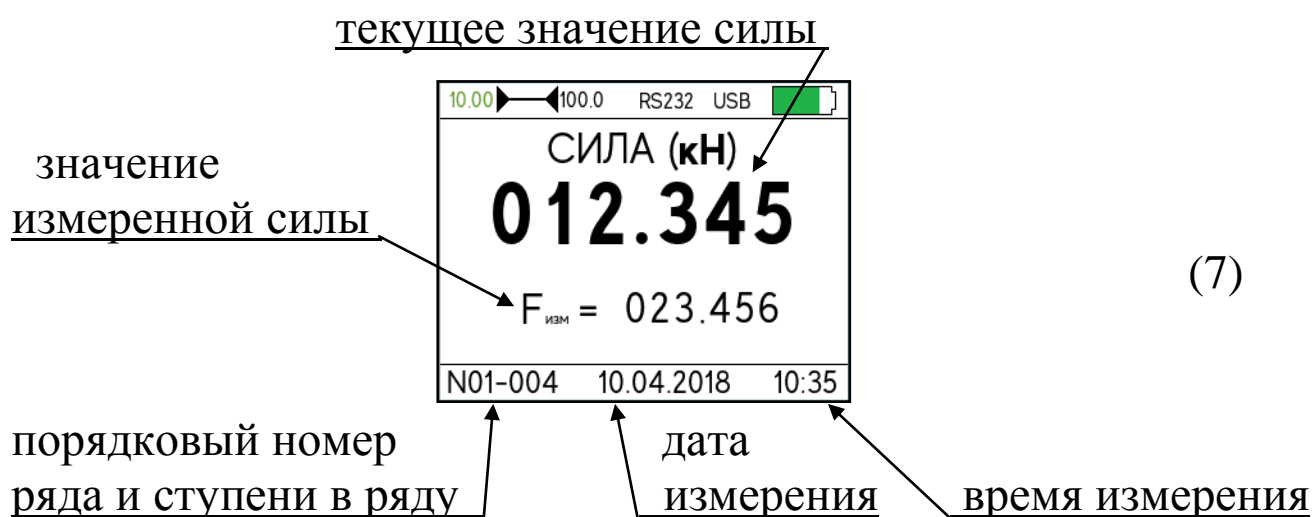 текущее значение силы
10.00 100.0 RS232 USB
СИЛА (кН)
012.345
значение
измеренной силы
(7)
Fизм = 023.456
N01-004 10.04.2018 10:35
порядковый номер
ряда и ступени в ряду
дата
измерения
время измерения